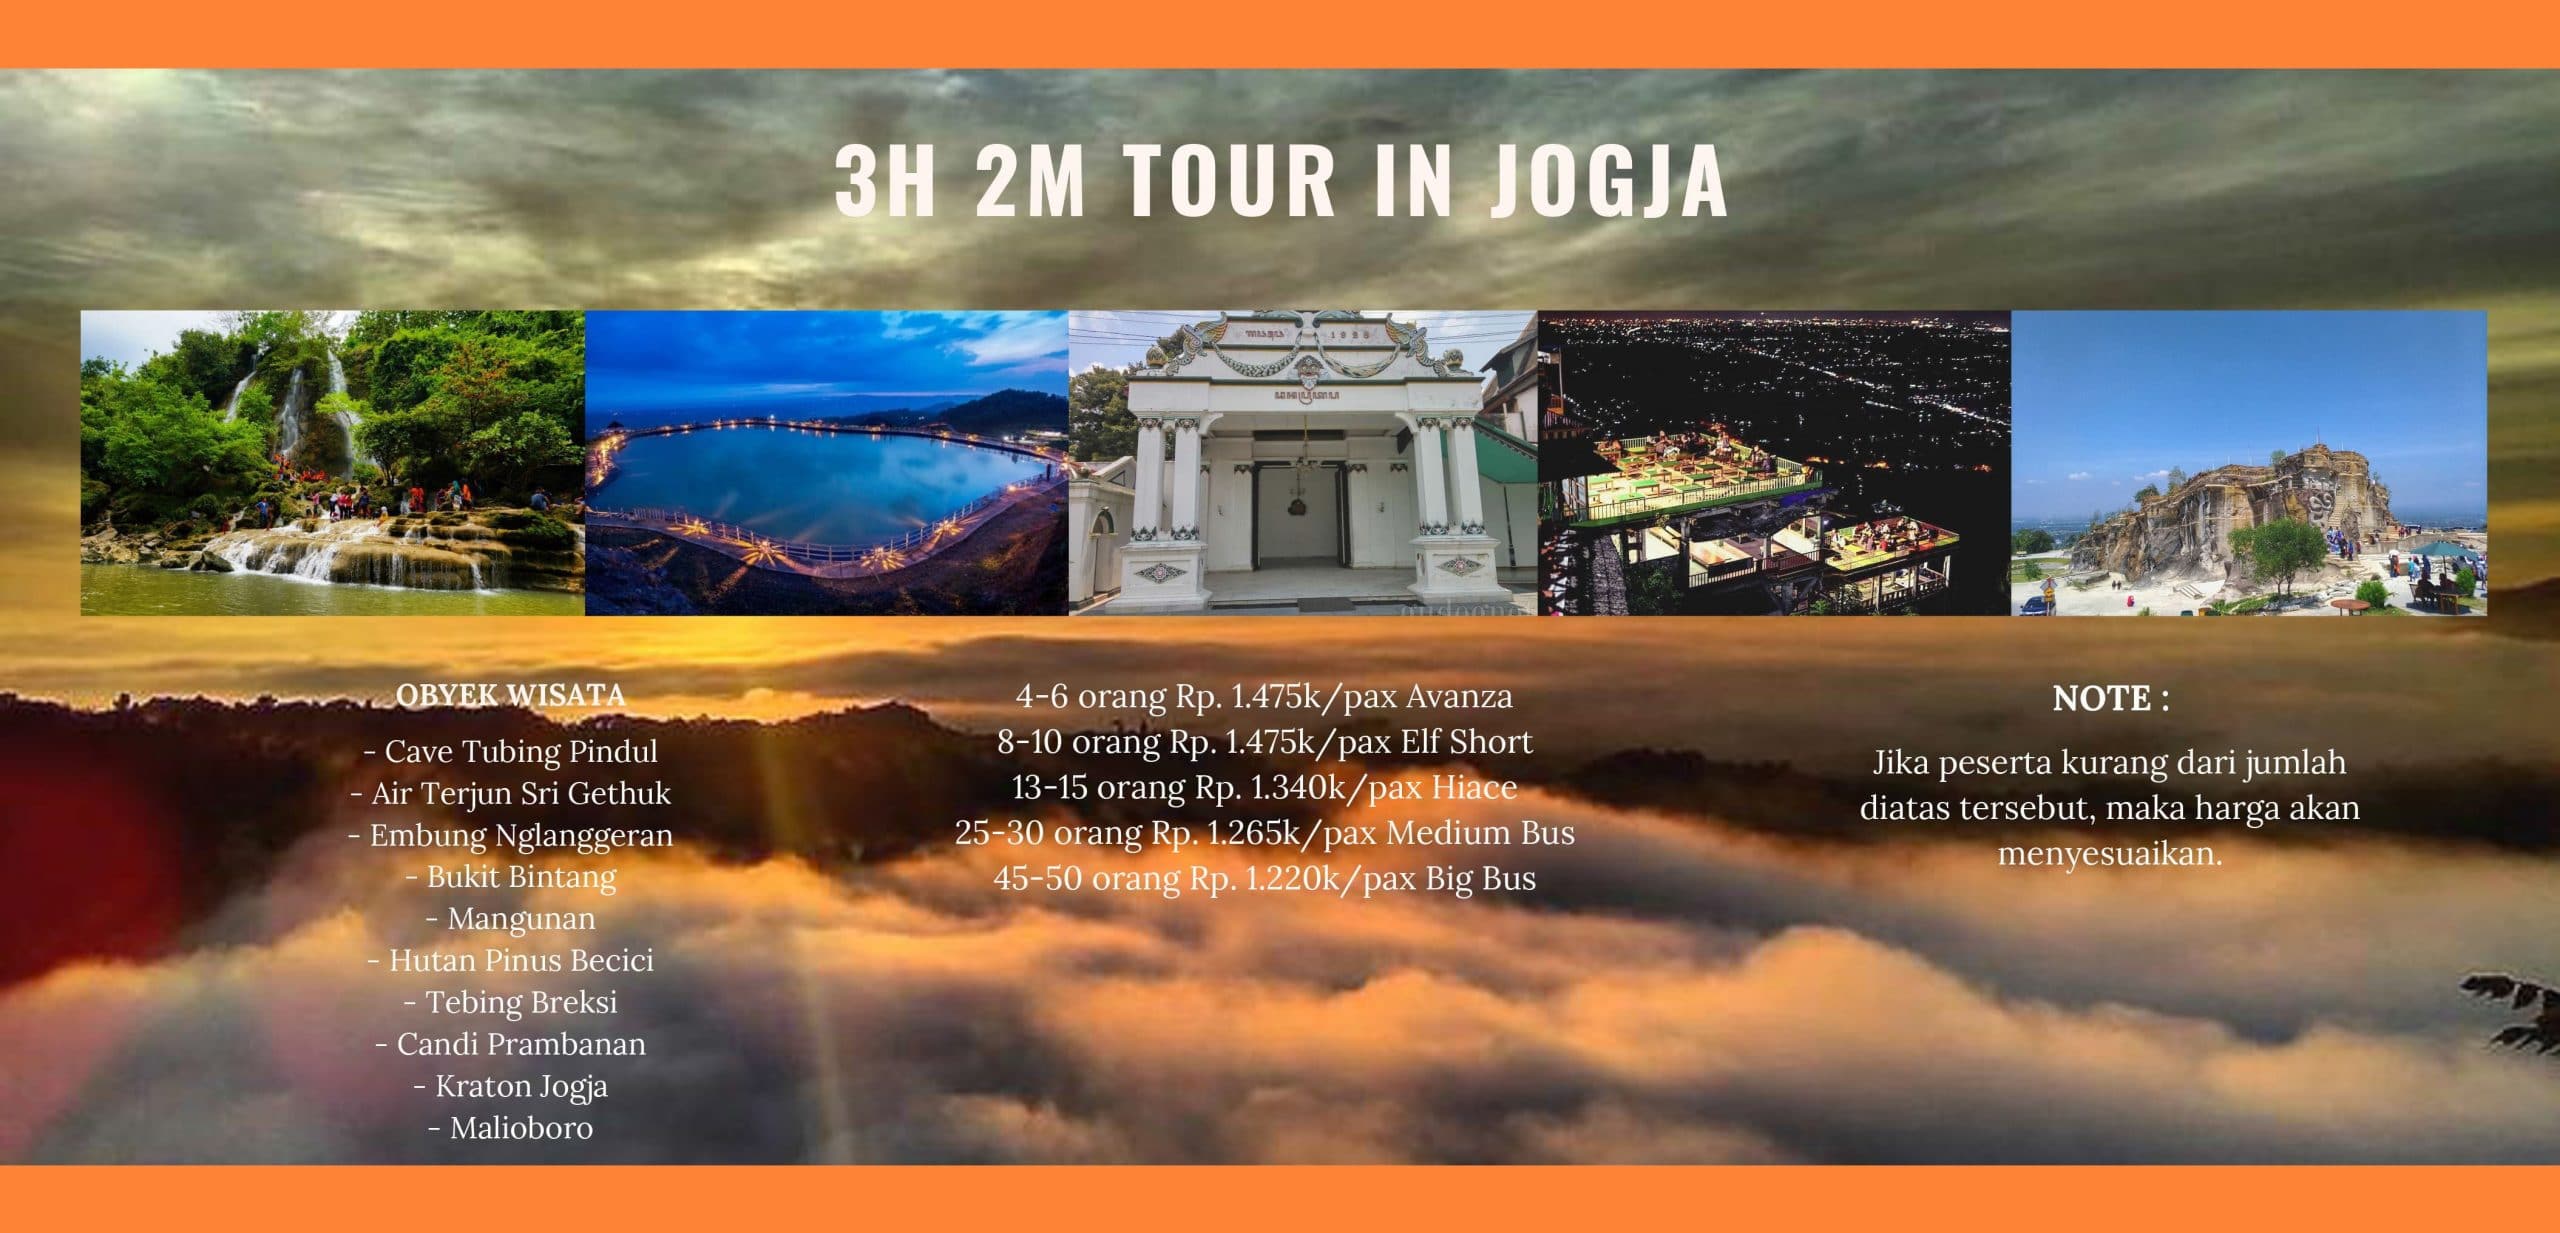 3H 2M TOUR IN JOGJA
1928
OBYEK WISATA
- Cave Tubing Pindul
- Air Terjun Sri Gethuk
- Embung Nglanggeran
- Bukit Bintang
- Mangunan
- Hutan Pinus Becici
- Tebing Breksi
- Candi Prambanan
- Kraton Jogja
- Malioboro
4-6 orang Rp. 1.475k/pax Avanza
8-10 orang Rp. 1.475k/pax Elf Short
13-15 orang Rp. 1.340k/pax Hiace
25-30 orang Rp. 1.265k/pax Medium Bus
45-50 orang Rp. 1.220k/pax Big Bus
NOTE :
Jika peserta kurang dari jumlah
diatas tersebut, maka harga akan
menyesuaikan.